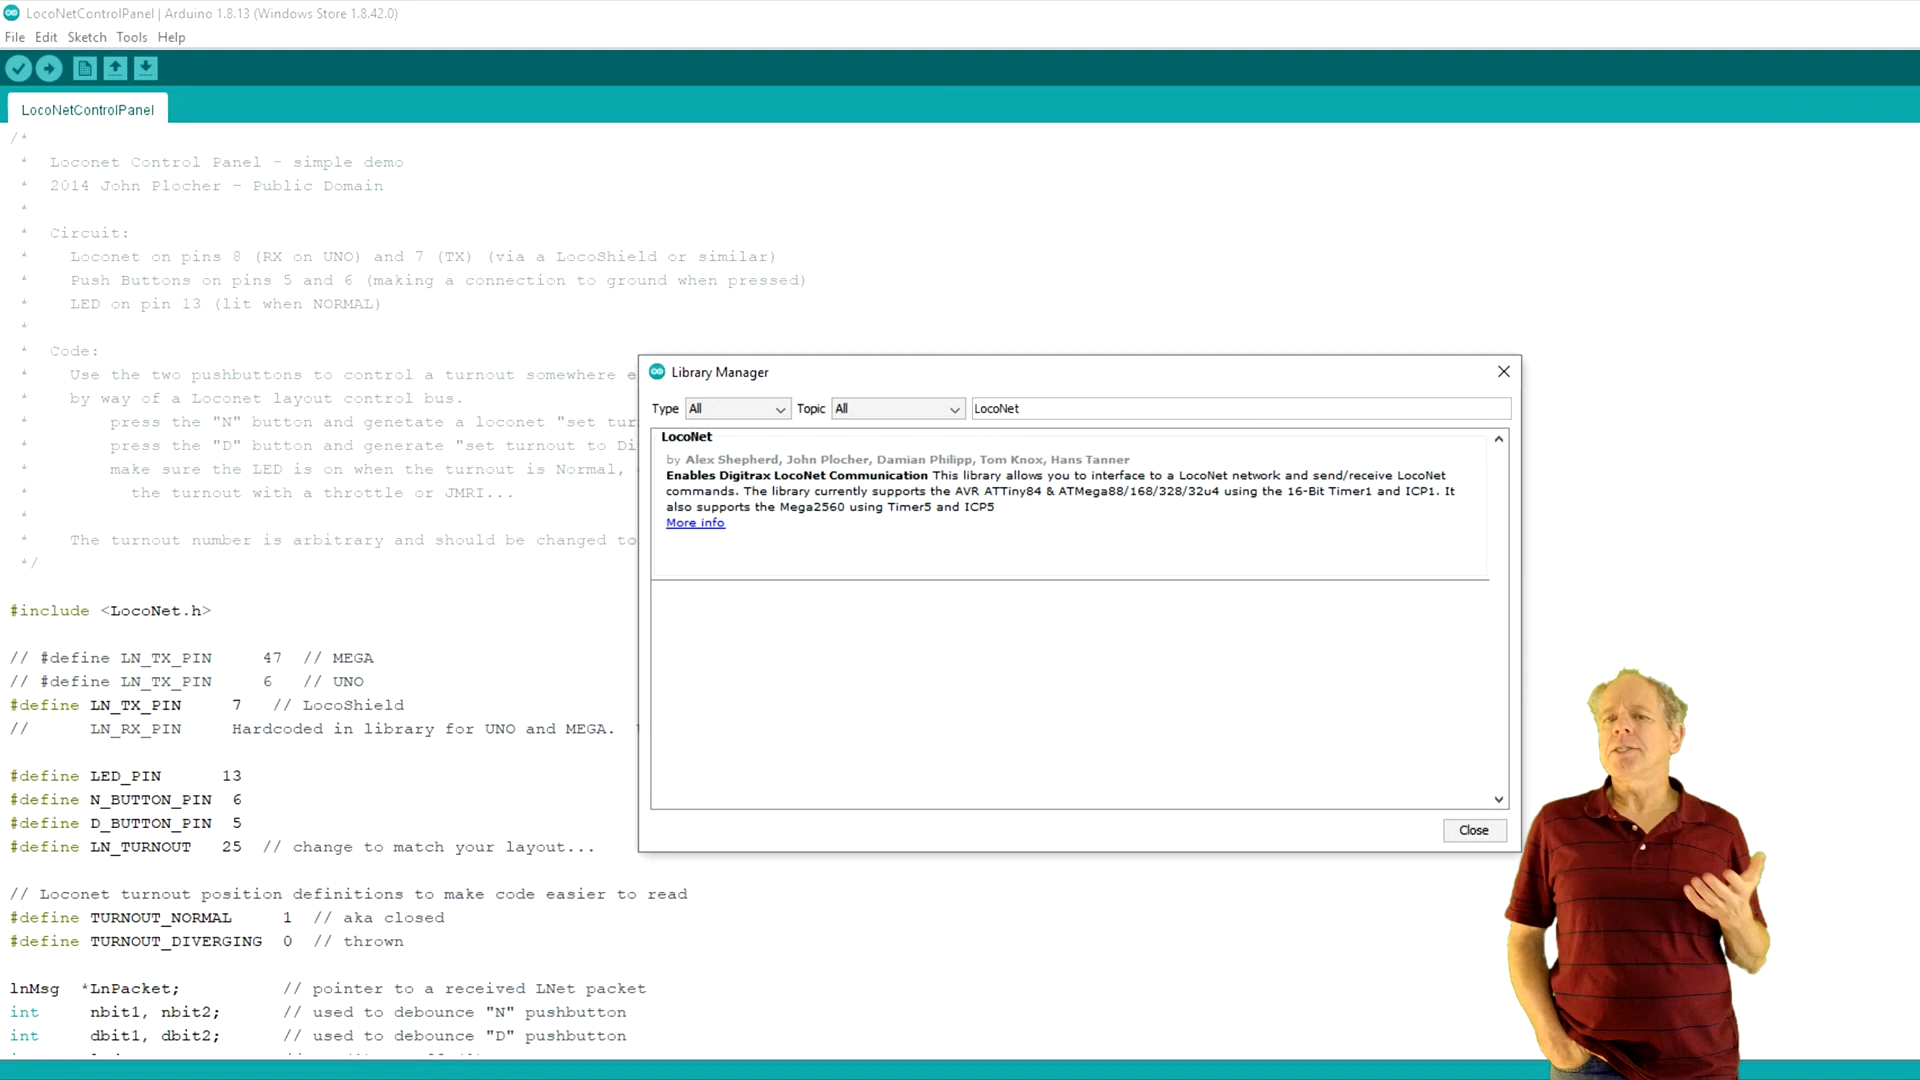 LocoNetControlPanel | Arduino 1.8.13 (Windows Store 1.8.42.0)
File Edit Sketch Tools Help
LocoNetControlPanel
/*
* Loconet Control Panel - simple demo
* 2014 John Plocher - Public Domain
*
* Circuit:
* Loconet on pins 8 (RX on UNO) and 7 (TX) (via a LocoShield or similar)
* Push Buttons on pins 5 and 6 (making a connection to ground when pressed)
* LED on pin 13 (lit when NORMAL)
*
* Code:
* Use the two pushbuttons to control a turnout somewhere e
* by way of a Loconet layout control bus.
* press the "N" button and genetate a loconet "set tur
* press the "D" button and generate "set turnout to Di
* make sure the LED is on when the turnout is Normal,
* the turnout with a throttle or JMRI...
*
* The turnout number is arbitrary and should be changed to
*/
#include <LocoNet.h>
// #define LN_TX_PIN 47 // MEGA
// #define LN_TX_PIN 6 // UNO
#define LN_TX_PIN 7 // LocoShield
// LN_RX_PIN Hardcoded in library for UNO and MEGA.
#define LED_PIN 13
#define N_BUTTON_PIN 6
#define D_BUTTON_PIN 5
#define LN_TURNOUT 25 // change to match your layout...
// Loconet turnout position definitions to make code easier to read
#define TURNOUT_NORMAL 1 // aka closed
#define TURNOUT_DIVERGING 0 // thrown
lnMsg *LnPacket; // pointer to a received LNet packet
int nbit1, nbit2; // used to debounce "N" pushbutton
int dbit1, dbit2; // used to debounce "D" pushbutton
Library Manager
Type All Topic All LocoNet
LocoNet
by Alex Shepherd, John Plocher, Damian Philipp, Tom Knox, Hans Tanner
Enables Digitrax LocoNet Communication This library allows you to interface to a LocoNet network and send/receive LocoNet
commands. The library currently supports the AVR ATTiny84 & ATMega88/168/328/32u4 using the 16-Bit Timer1 and ICP1. It
also supports the Mega2560 using Timer5 and ICP5
More info
Close